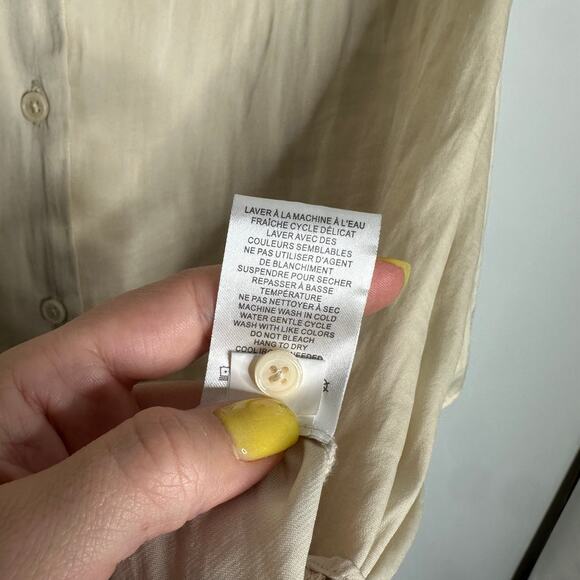 LAVER À LA MACHINE À L'EAU
FRAÎCHE CYCLE DÉLICAT
LAVER AVEC DES
COULEURS SEMBLABLES
NE PAS UTILISER D'AGENT
DE BLANCHIMENT
SUSPENDRE POUR SÉCHER
REPASSER À BASSE
TEMPÉRATURE
NE PAS NETTOYER À SEC
MACHINE WASH IN COLD
WATER GENTLE CYCLE
WASH WITH LIKE COLORS
DO NOT BLEACH
HANG TO DRY
COOL